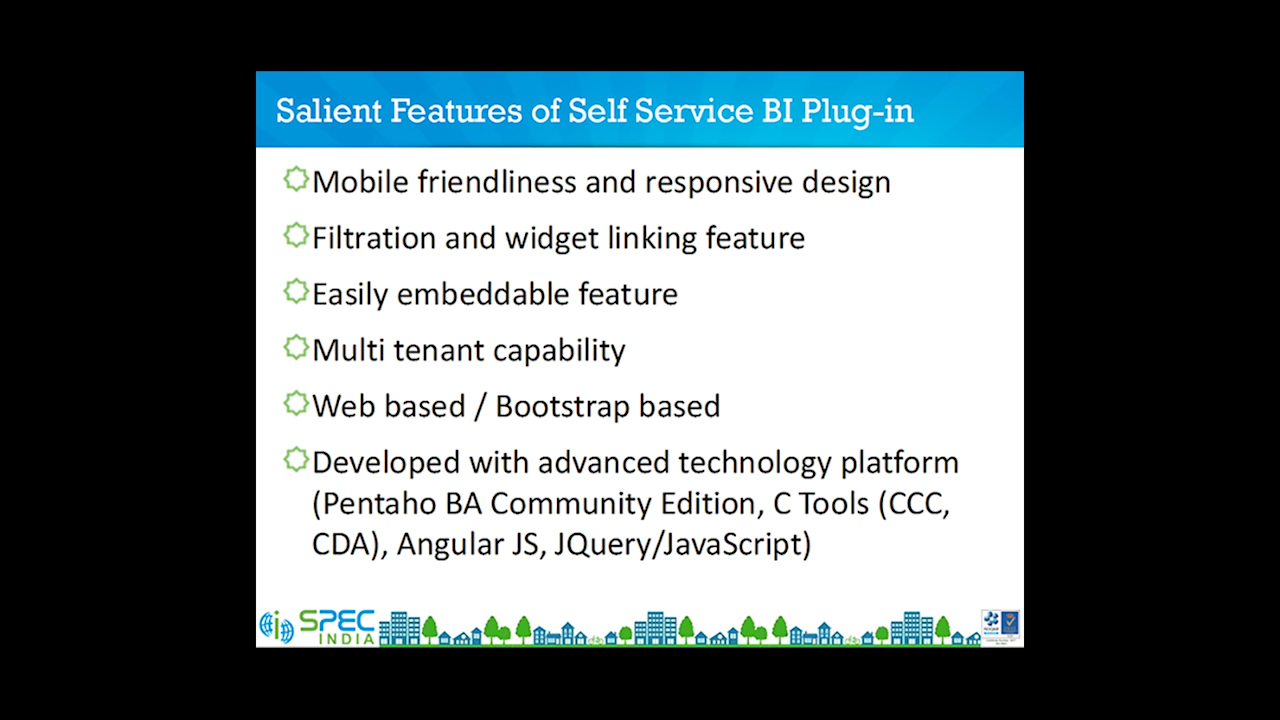 Salient Features of Self Service BI Plug-in
Mobile friendliness and responsive design
Filtration and widget linking feature
Easily embeddable feature
Multi tenant capability
Web based / Bootstrap based
Developed with advanced technology platform
(Pentaho BA Community Edition, C Tools (CCC,
CDA), Angular JS, JQuery/JavaScript)
SPEC
INDIA